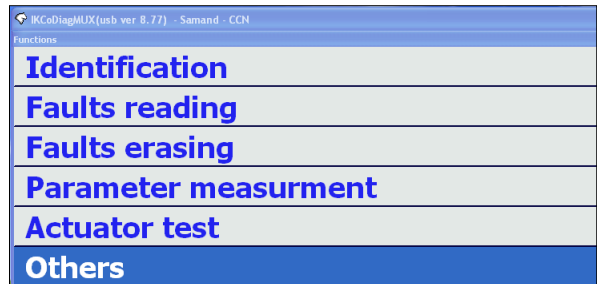 IKCoDiagMUX(usb ver 8.77) - Samand - CCN
Functions
Identification
Faults reading
Faults erasing
Parameter measurment
Actuator test
Others